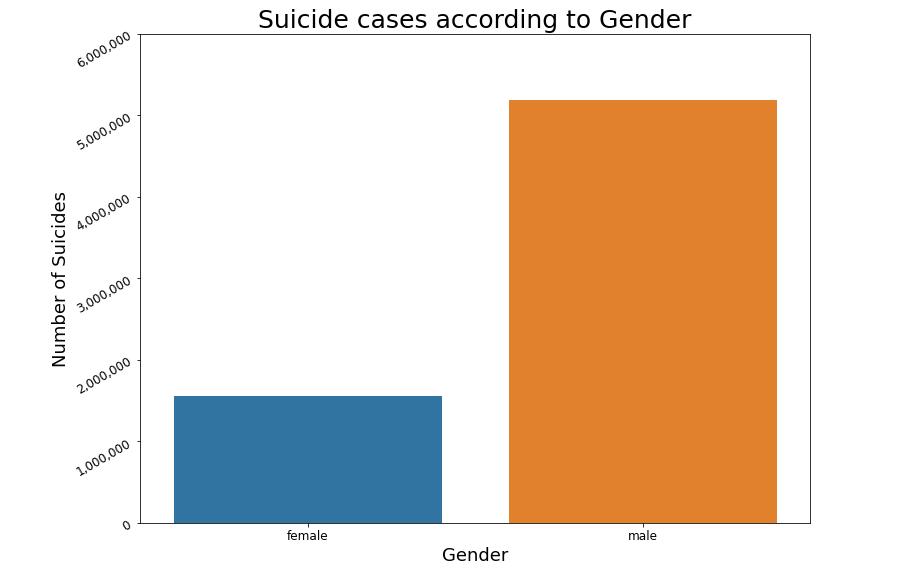 Suicide cases according to Gender
6,000,000
5,000,000
4,000,000
3,000,000
2,000,000
1,000,000
0
Number of Suicides
female
male
Gender